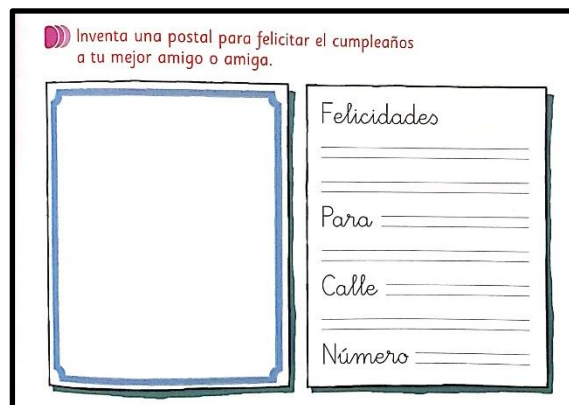 Inventa una postal para felicitar el cumpleaños
a tu mejor amigo o amiga.
Felicidades
Para
Calle
Número